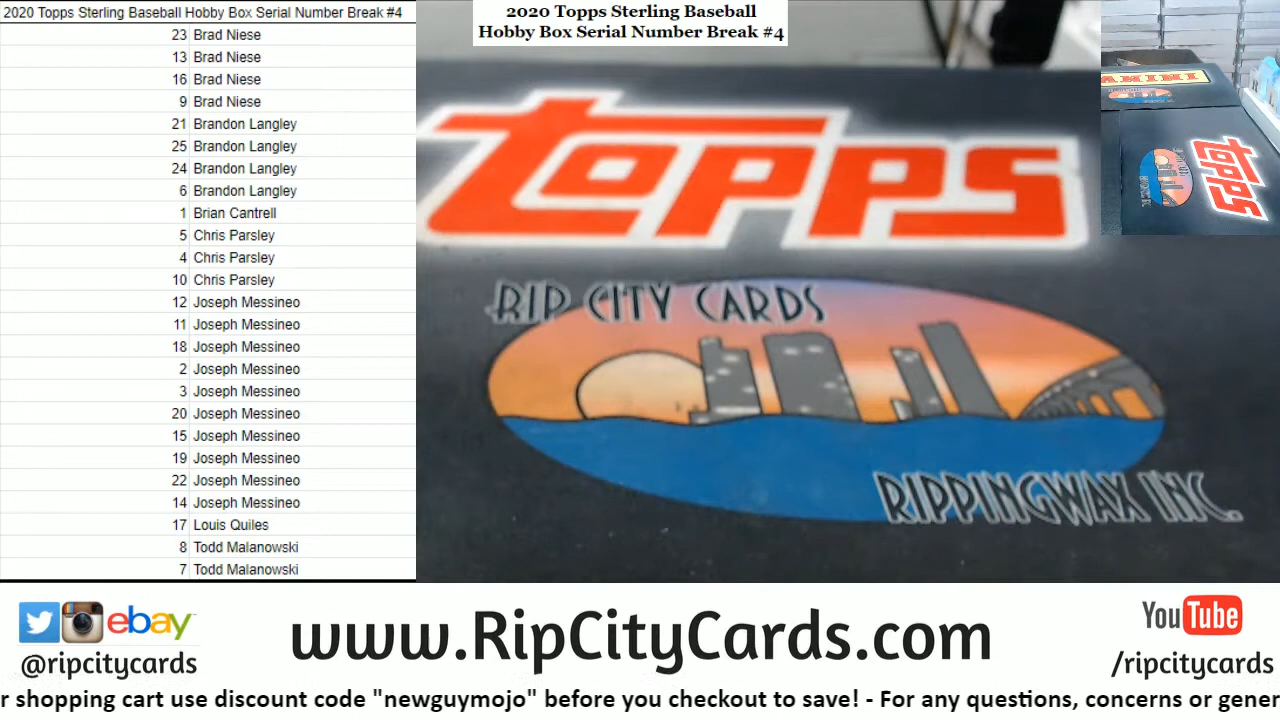 2020 Topps Sterling Baseball Hobby Box Serial Number Break #4
23 Brad Niese
13 Brad Niese
16 Brad Niese
9 Brad Niese
21 Brandon Langley
25 Brandon Langley
24 Brandon Langley
6 Brandon Langley
1 Brian Cantrell
5 Chris Parsley
4 Chris Parsley
10 Chris Parsley
12 Joseph Messineo
11 Joseph Messineo
18 Joseph Messineo
2 Joseph Messineo
3 Joseph Messineo
20 Joseph Messineo
15 Joseph Messineo
19 Joseph Messineo
22 Joseph Messineo
14 Joseph Messineo
17 Louis Quiles
8 Todd Malanowski
7 Todd Malanowski
2020 Topps Sterling Baseball
Hobby Box Serial Number Break #4
topps
RIP CITY CARDS
RIPPINGWAX INC.
topps
ebay
@ripcitycards
www.RipCityCards.com
YouTube
/ripcitycards
r shopping cart use discount code "newguymojo" before you checkout to save! - For any questions, concerns or gener